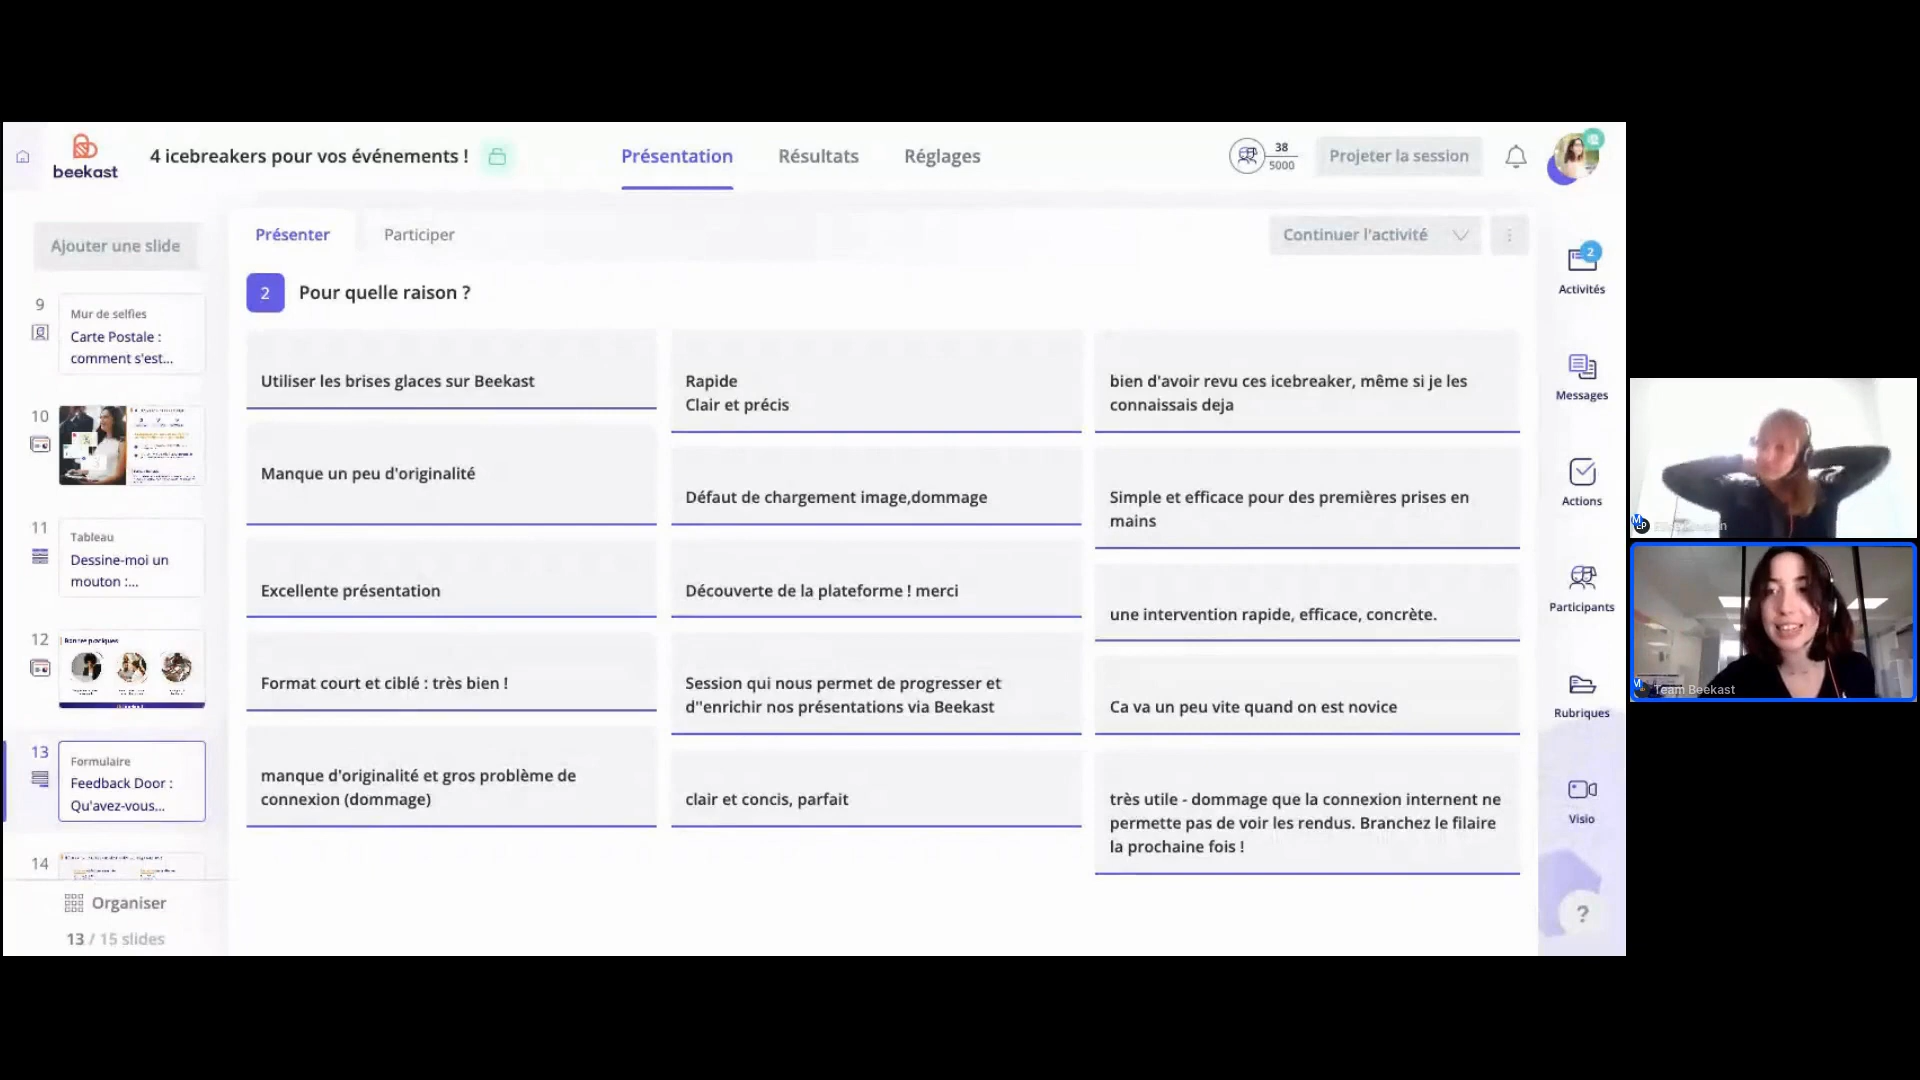 beekast
4 icebreakers pour vos événements !
Présentation
Résultats
Réglages
38
5000
Projeter la session
Ajouter une slide
Présenter
Participer
Continuer l'activité
2
Pour quelle raison ?
9
Mur de selfies
Carte Postale :
comment s'est...
10
11
Tableau
Dessine-moi un
mouton :...
12
Bonnes pratiques
13
Formulaire
Feedback Door :
Qu'avez-vous...
14
Organiser
13 / 15 slides
Utiliser les brises glaces sur Beekast
Manque un peu d'originalité
Excellente présentation
Format court et ciblé : très bien !
manque d'originalité et gros problème de
connexion (dommage)
Rapide
Clair et précis
Défaut de chargement image,dommage
Découverte de la plateforme ! merci
Session qui nous permet de progresser et
d''enrichir nos présentations via Beekast
clair et concis, parfait
bien d'avoir revu ces icebreaker, même si je les
connaissais deja
Simple et efficace pour des premières prises en
mains
une intervention rapide, efficace, concrète.
Ca va un peu vite quand on est novice
très utile - dommage que la connexion internent ne
permette pas de voir les rendus. Branchez le filaire
la prochaine fois !
2
Activités
Messages
Actions
Participants
Rubriques
Visio
?
Team Beekast